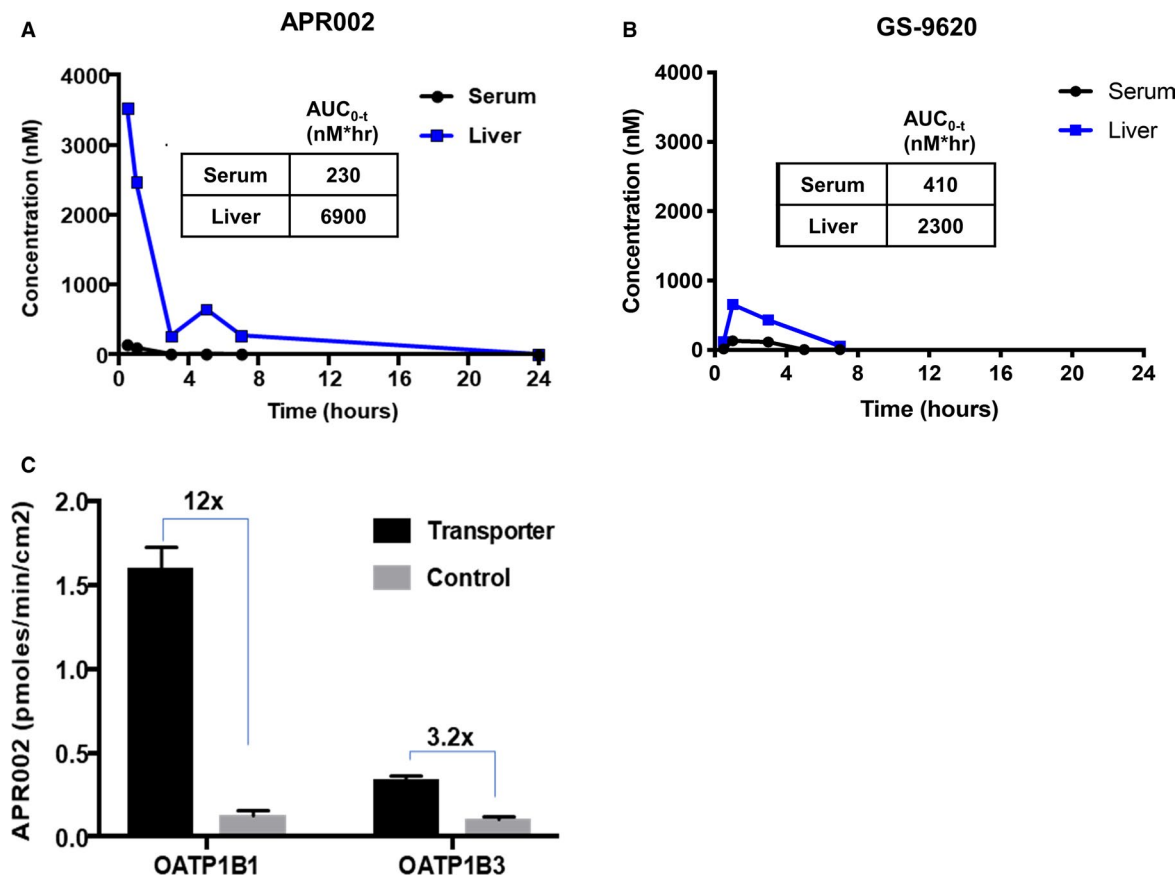 A
APR002
4000
3000
2000
1000
0
Concentration (nM)
0 4 8 12 16 20 24
Time (hours)
Serum
Liver
AUC0-t
(nM*hr)
Serum 230
Liver 6900
B
GS-9620
4000
3000
2000
1000
0
Concentration (nM)
0 4 8 12 16 20 24
Time (hours)
Serum
Liver
AUC0-t
(nM*hr)
Serum 410
Liver 2300
C
2.0
1.5
1.0
0.5
0.0
APR002 (pmoles/min/cm2)
12x
3.2x
Transporter
Control
OATP1B1 OATP1B3